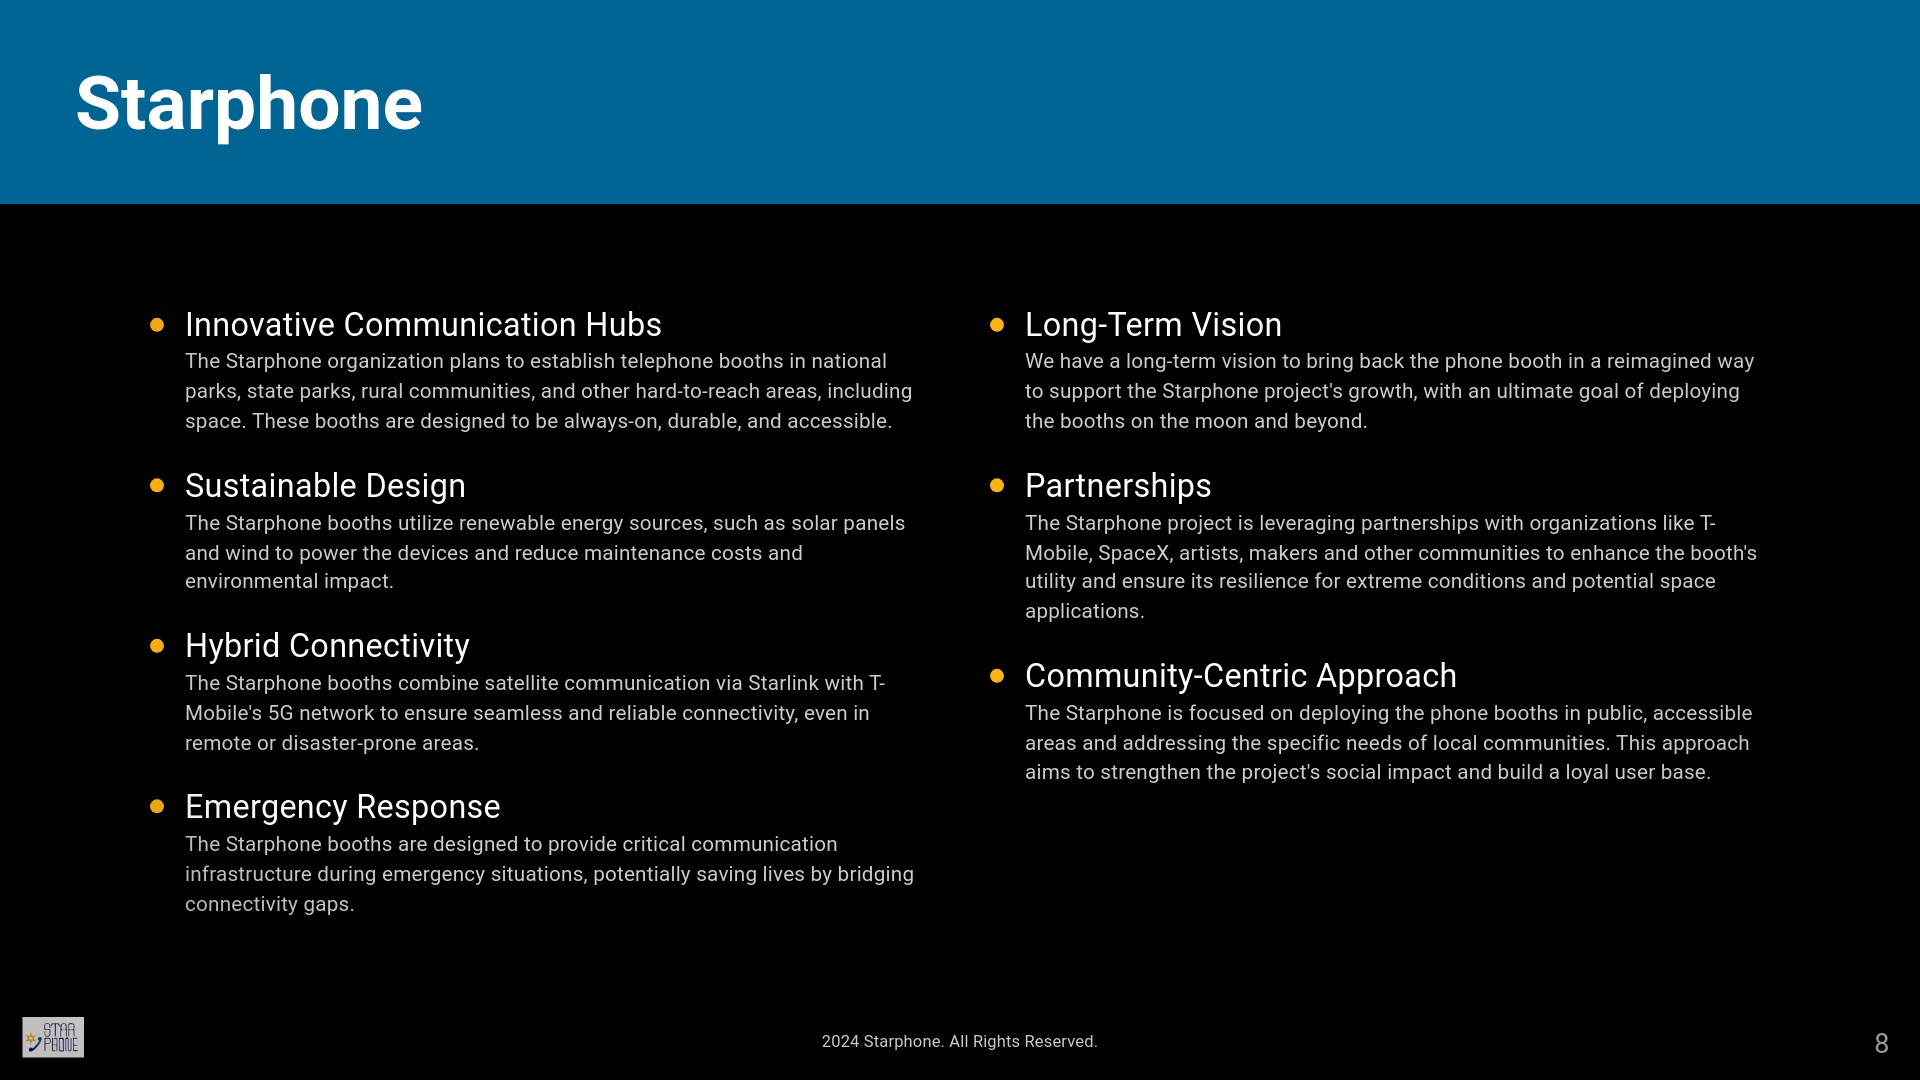 Starphone
Innovative Communication Hubs
The Starphone organization plans to establish telephone booths in national
parks, state parks, rural communities, and other hard-to-reach areas, including
space. These booths are designed to be always-on, durable, and accessible.
Sustainable Design
The Starphone booths utilize renewable energy sources, such as solar panels
and wind to power the devices and reduce maintenance costs and
environmental impact.
Hybrid Connectivity
The Starphone booths combine satellite communication via Starlink with T-
Mobile's 5G network to ensure seamless and reliable connectivity, even in
remote or disaster-prone areas.
Emergency Response
The Starphone booths are designed to provide critical communication
infrastructure during emergency situations, potentially saving lives by bridging
connectivity gaps.
Long-Term Vision
We have a long-term vision to bring back the phone booth in a reimagined way
to support the Starphone project's growth, with an ultimate goal of deploying
the booths on the moon and beyond.
Partnerships
The Starphone project is leveraging partnerships with organizations like T-
Mobile, SpaceX, artists, makers and other communities to enhance the booth's
utility and ensure its resilience for extreme conditions and potential space
applications.
Community-Centric Approach
The Starphone is focused on deploying the phone booths in public, accessible
areas and addressing the specific needs of local communities. This approach
aims to strengthen the project's social impact and build a loyal user base.
STAR
PHONE
2024 Starphone. All Rights Reserved.
8